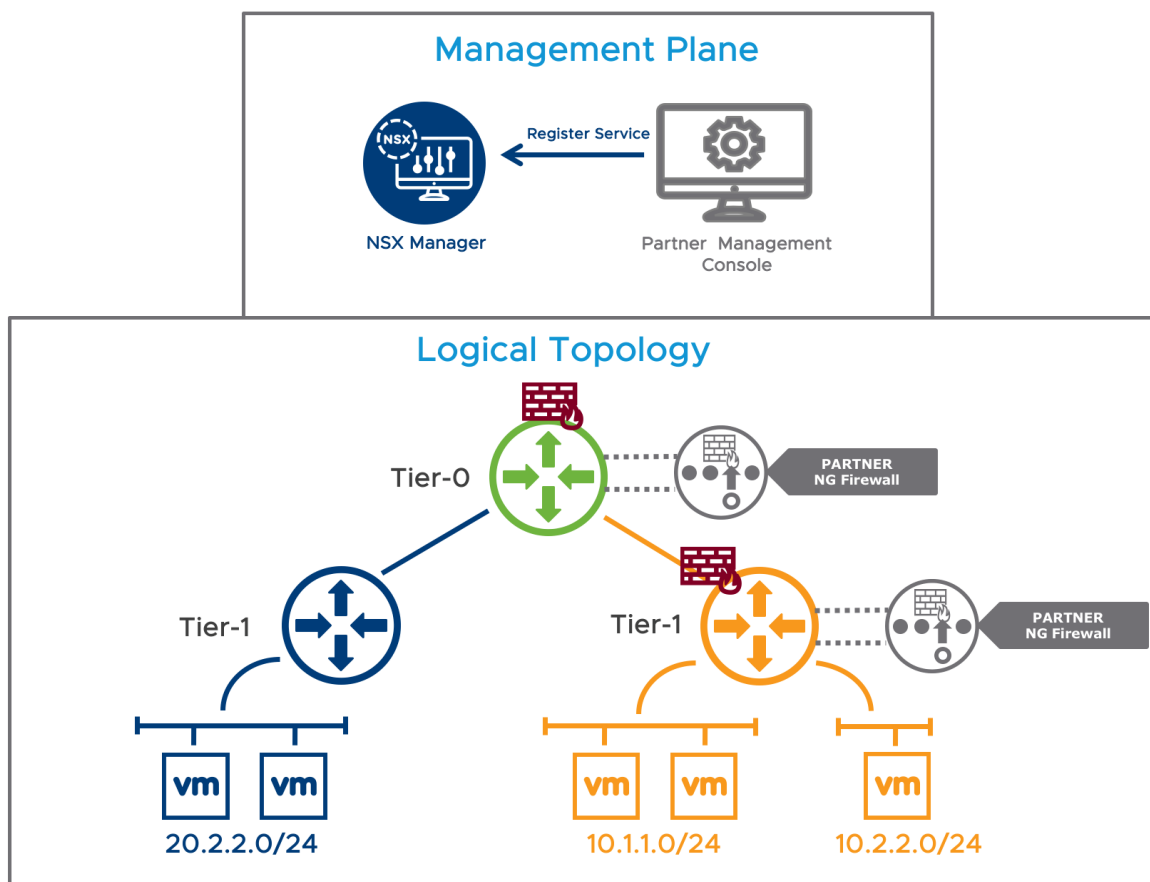 Management Plane
NSX
Register Service
NSX Manager
Partner Management
Console
Logical Topology
Tier-0
PARTNER
NG Firewall
Tier-1
Tier-1
PARTNER
NG Firewall
vm
vm
vm
vm
vm
20.2.2.0/24
10.1.1.0/24
10.2.2.0/24